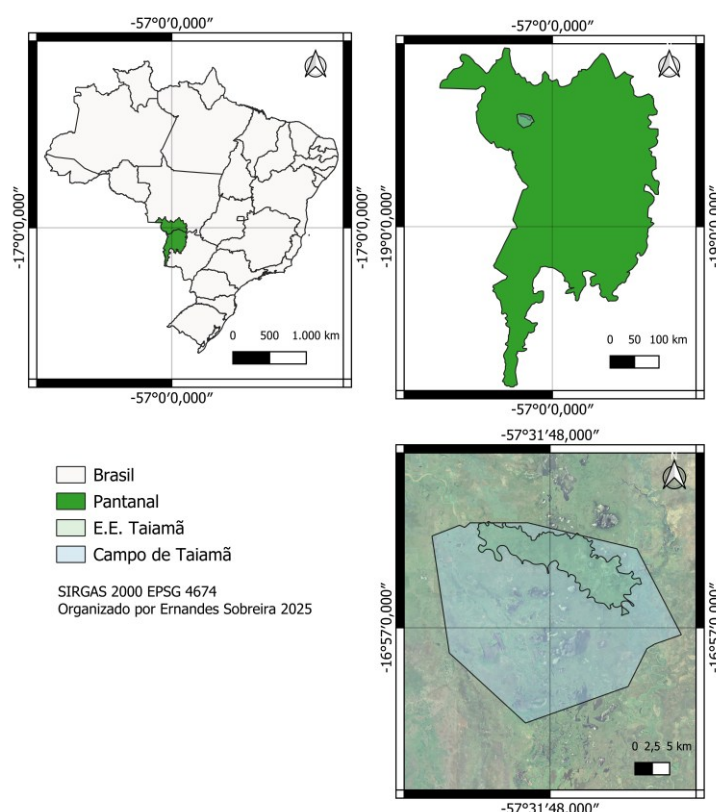 -57°0'0,000"
-17°0'0,000"
-17°0'0,000"
0 500 1.000 km
-57°0'0,000"
-57°0'0,000"
-19°0'0,000"
-19°0'0,000"
0 50 100 km
-57°0'0,000"
Brasil
Pantanal
E.E. Taiamã
Campo de Taiamã
SIRGAS 2000 EPSG 4674
Organizado por Ernandes Sobreira 2025
-57°31'48,000"
-16°57'0,000"
-16°57'0,000"
0 2,5 5 km
-57°31'48,000"